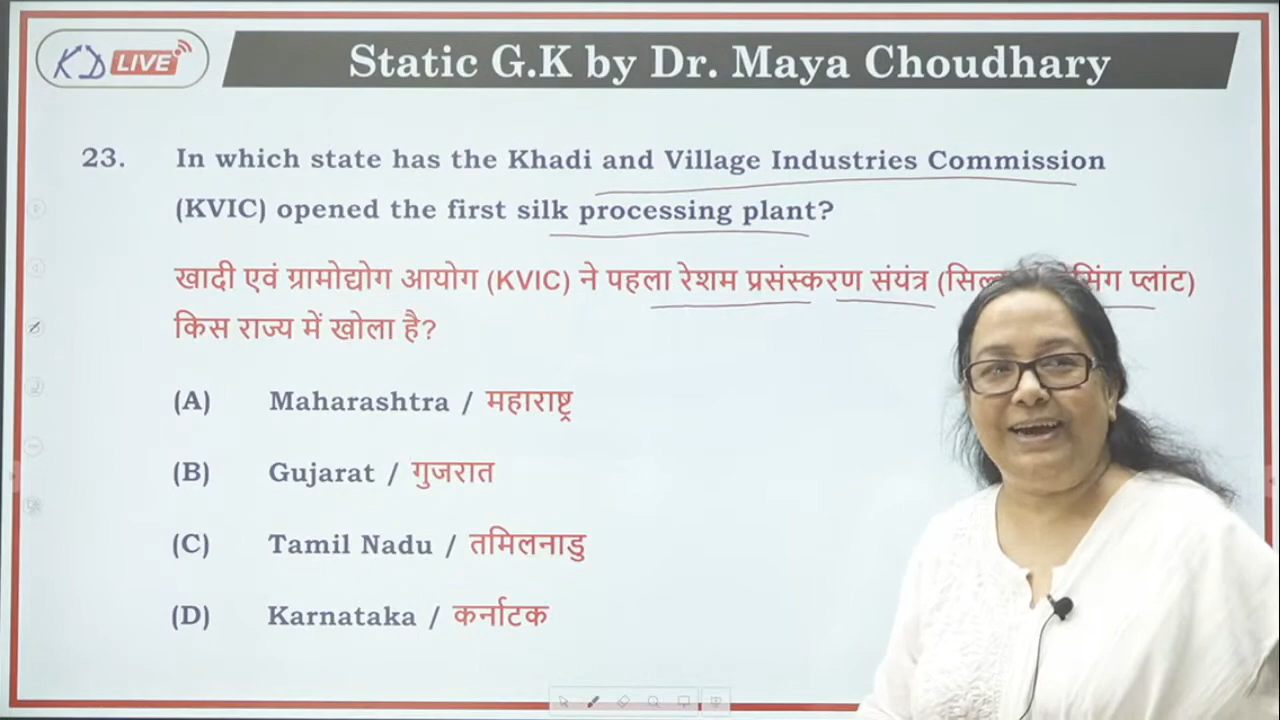 KD LIVE
Static G.K by Dr. Maya Choudhary
23. In which state has the Khadi and Village Industries Commission
(KVIC) opened the first silk processing plant?
खादी एवं ग्रामोद्योग आयोग (KVIC) ने पहला रेशम प्रसंस्करण संयंत्र प्लांट)
किस राज्य में खोला है?
(A) Maharashtra / महाराष्ट्र
(B) Gujarat / गुजरात
(C) Tamil Nadu / तमिलनाडु
(D) Karnataka / कर्नाटक